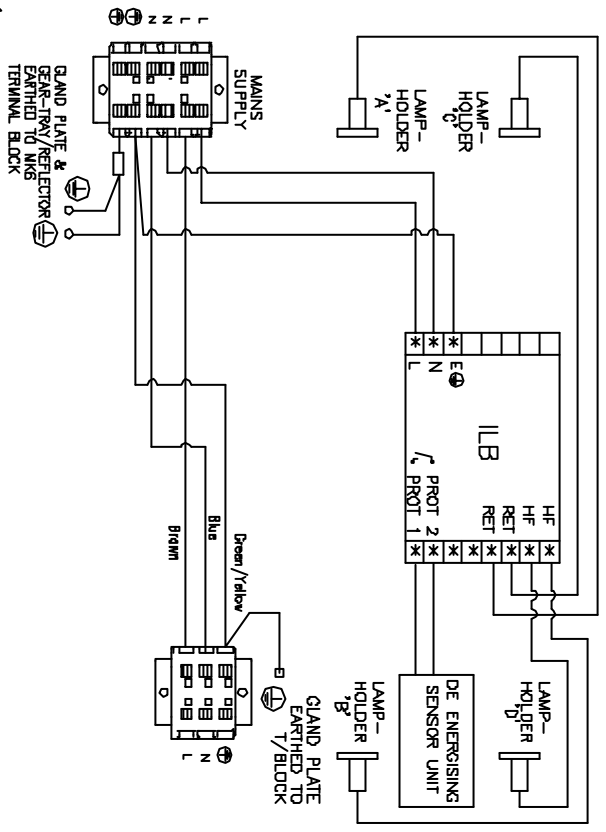 MAINS
SUPPLY
L
L
N
N
GLAND PLATE &
GEAR-TRAY/REFLECTOR
EARTHED TO MK6
TERMINAL BLOCK
LAMP-
HOLDER
'C'
LAMP-
HOLDER
'A'
ILB
L
N
E
HF
HF
RET
RET
PROT 2
PROT 1
DE ENERGISING
SENSOR UNIT
LAMP-
HOLDER
'D'
LAMP-
HOLDER
'B'
Green/Yellow
Blue
Brown
GLAND PLATE
EARTHED TO
T/BLOCK
N
L